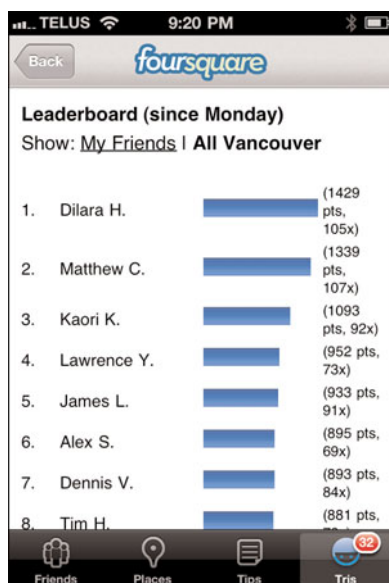 TELUS 9:20 PM
Back foursquare
Leaderboard (since Monday)
Show: My Friends | All Vancouver
1. Dilara H. (1429 pts, 105x)
2. Matthew C. (1339 pts, 107x)
3. Kaori K. (1093 pts, 92x)
4. Lawrence Y. (952 pts, 73x)
5. James L. (933 pts, 91x)
6. Alex S. (895 pts, 69x)
7. Dennis V. (893 pts, 84x)
8. Tim H. (881 pts,
32
Friends Places Tips Tris